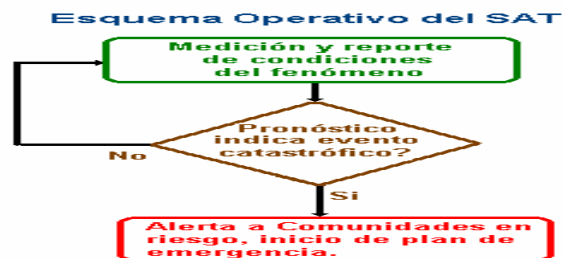 Esquema Operativo del SAT
Medición y reporte
de condiciones
del fenómeno
Pronóstico
indica evento
catastrófico?
No
Si
Alerta a Comunidades en
riesgo, inicio de plan de
emergencia.